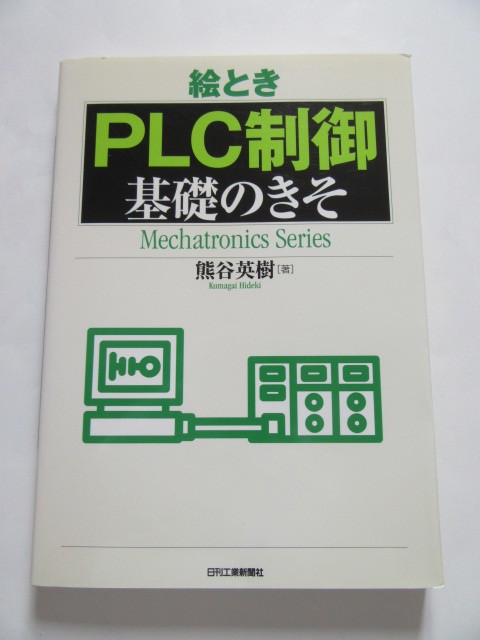 絵とき
PLC制御
基礎のきそ
Mechatronics Series
熊谷英樹[著]
Kumagai Hideki
日刊工業新聞社